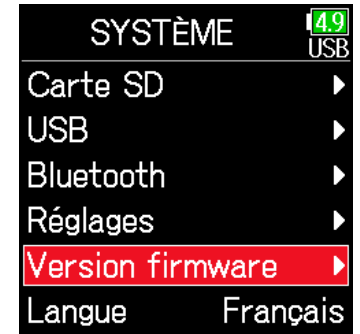 SYSTÈME
4.9
USB
Carte SD
USB
Bluetooth
Réglages
Version firmware
Langue Français